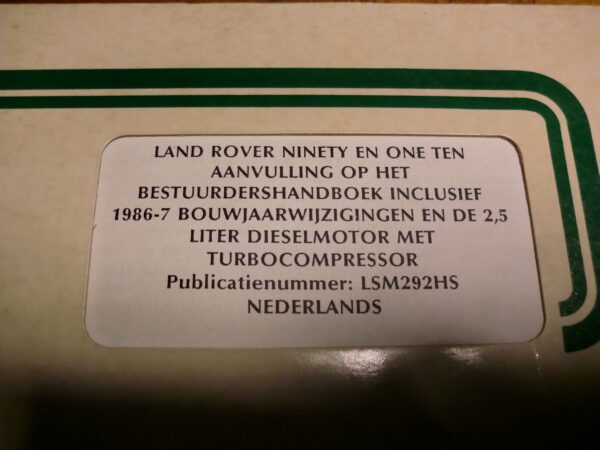 LAND ROVER NINETY EN ONE TEN
AANVULLING OP HET
BESTUURDERSHANDBOEK INCLUSIEF
1986-7 BOUWJAARWIJZIGINGEN EN DE 2,5
LITER DIESELMOTOR MET
TURBOCOMPRESSOR
Publicatienummer: LSM292HS
NEDERLANDS